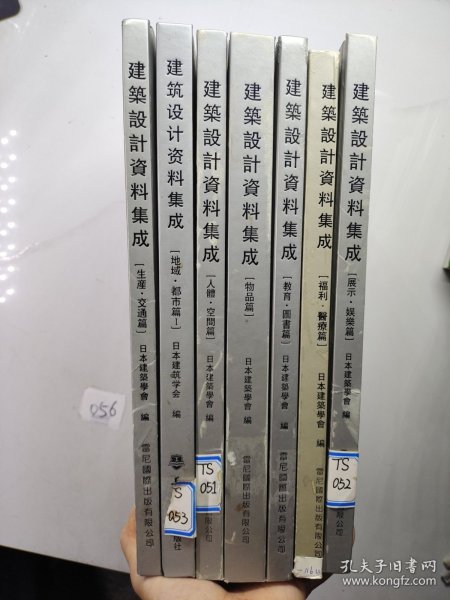 建築設計資料集成
[生産·交通篇]
日本建築學會 編
雷尼國際出版有限公司
建筑设计资料集成
[地域·都市篇Ⅰ]
日本建筑学会 编
版社
S
053
建築設計資料集成
[人體·空間篇]
日本建築學會 編
限公司
TS
051
建築設計資料集成
[物品篇]
日本建築學會 編
雷尼國際出版有限公司
建築設計資料集成
[教育·圖書篇]
日本建築學會 編
雷尼國際出版有限公司
建築設計資料集成
[福利·醫療篇]
日本建築學會 編
雷尼國際出版有限公司
建築設計資料集成
[展示·娛樂篇]
日本建築學會 編
限公司
TS
052
056
孔夫子旧书网
www.kongfz.com